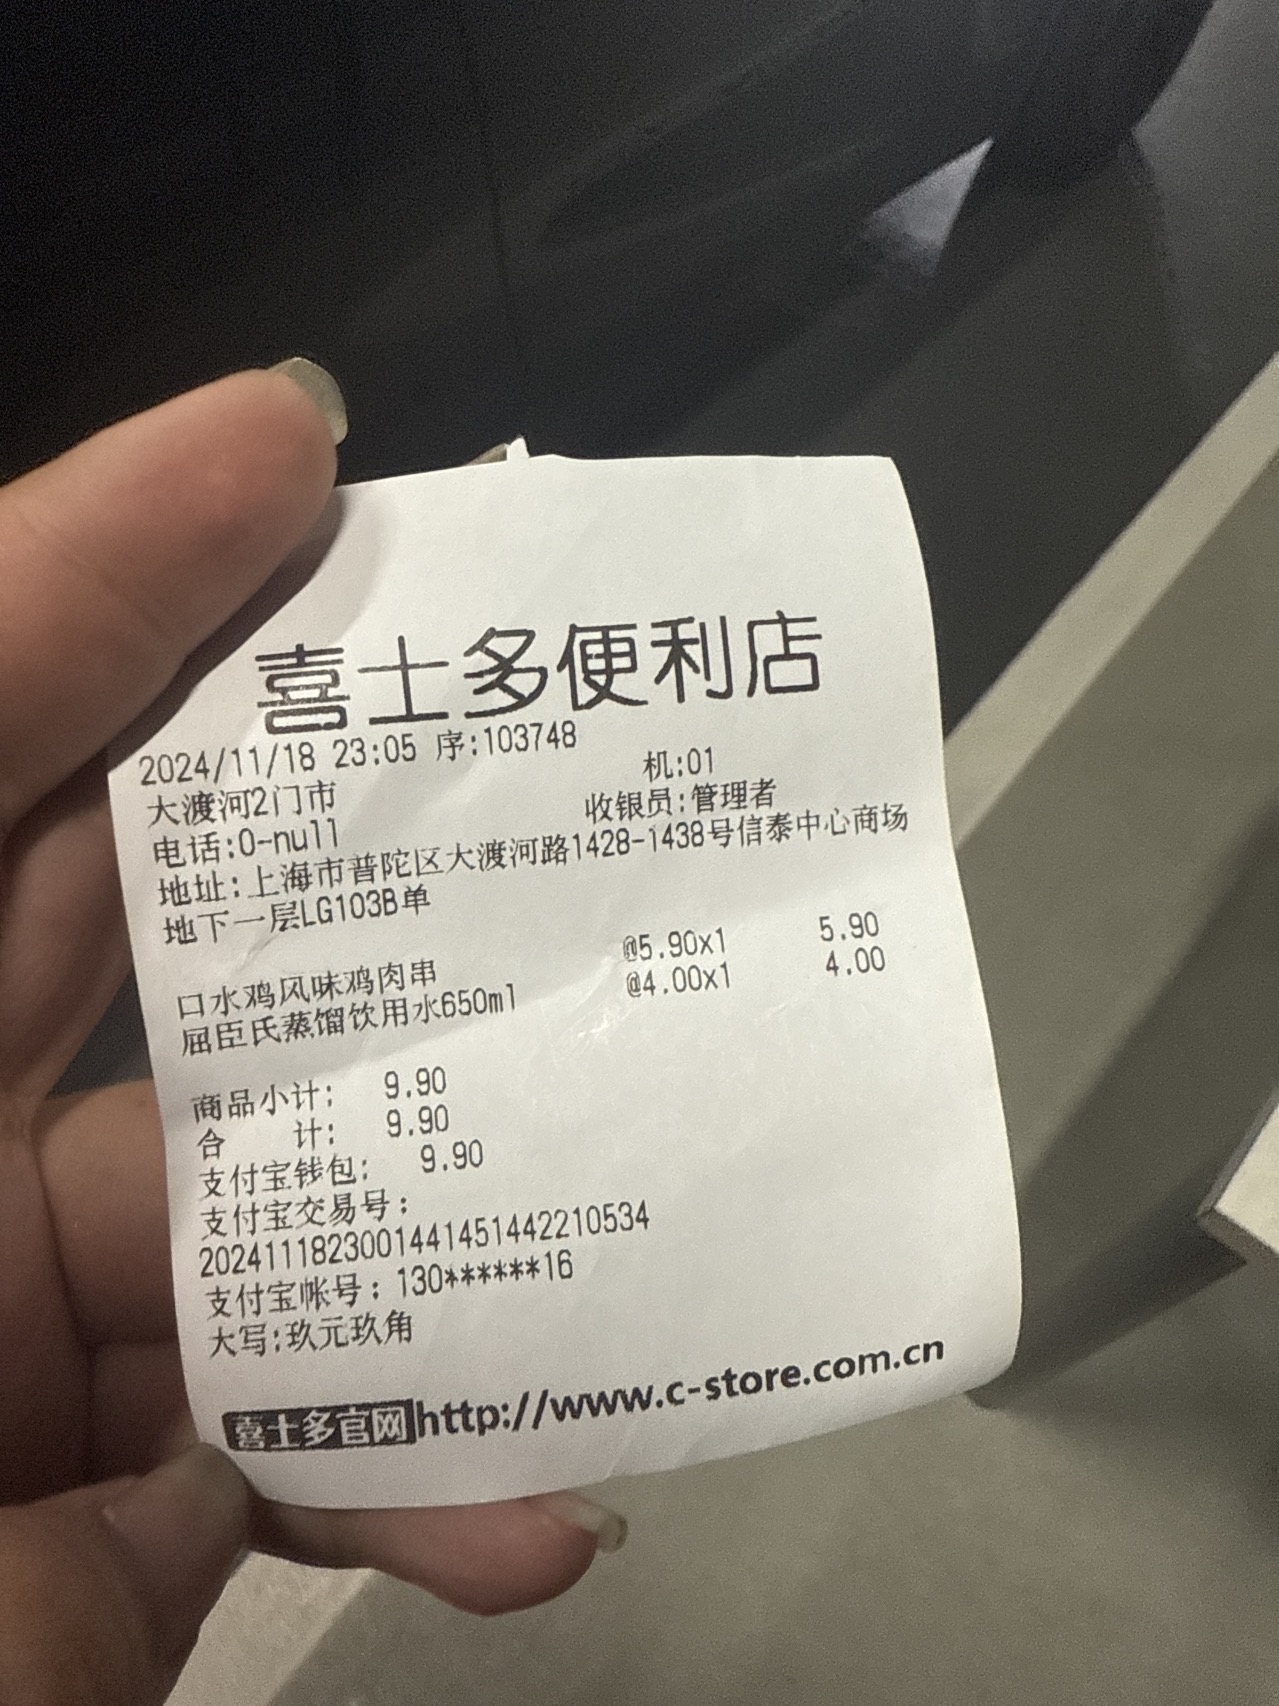 喜士多便利店
2024/11/18 23:05 序:103748
大渡河2门市 机:01
电话:0-null 收银员:管理者
地址:上海市普陀区大渡河路1428-1438号信泰中心商场
地下一层LG103B单
口水鸡风味鸡肉串 @5.90x1 5.90
屈臣氏蒸馏饮用水650ml @4.00x1 4.00
商品小计: 9.90
合 计: 9.90
支付宝钱包: 9.90
支付宝交易号:
2024111823001441451442210534
支付宝帐号:130******16
大写:玖元玖角
喜士多官网http://www.c-store.com.cn